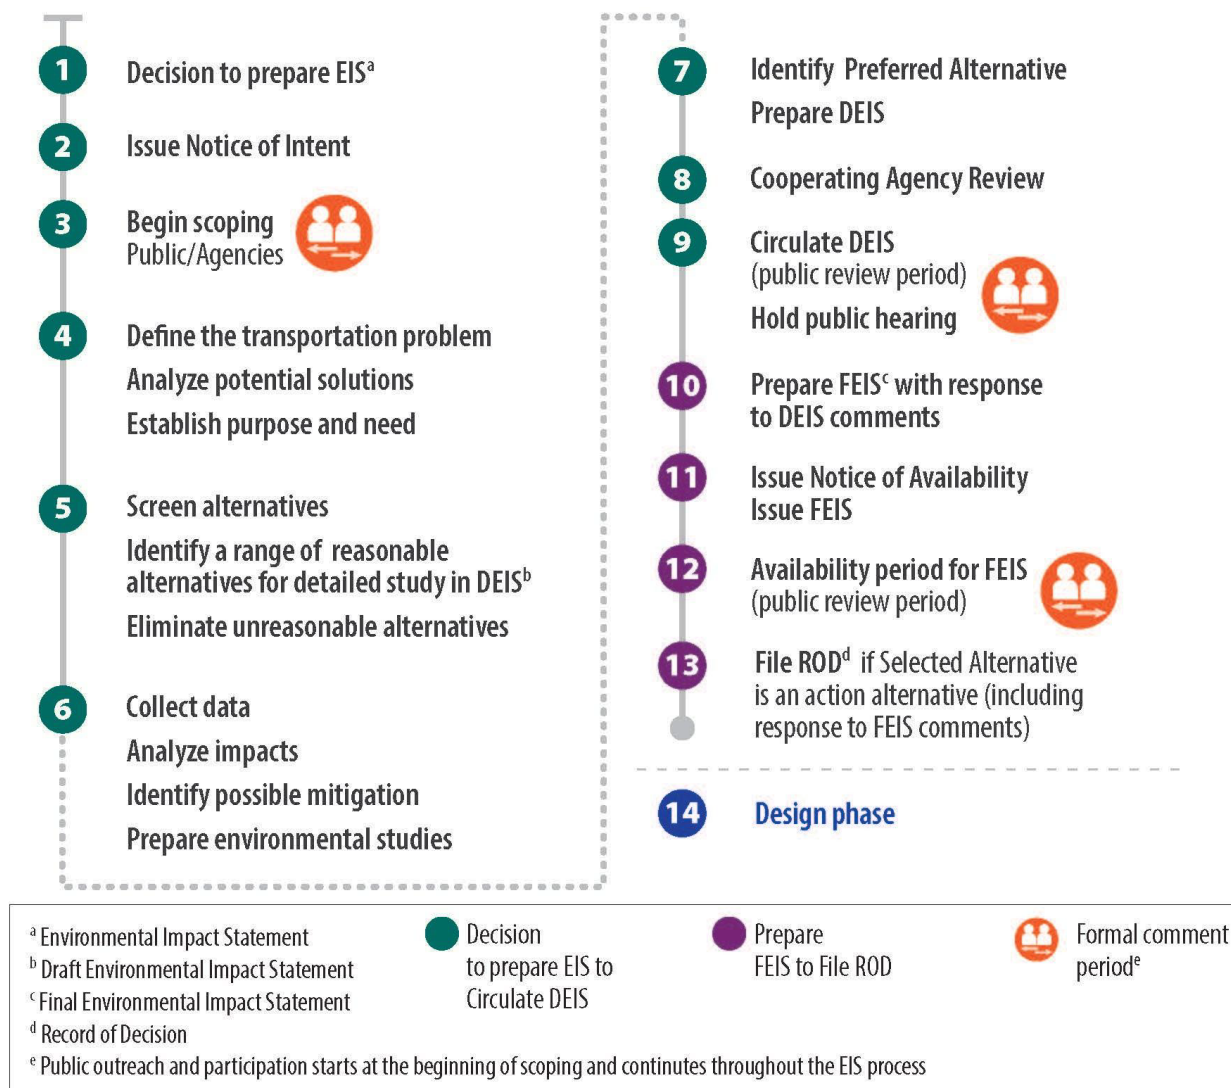 1
Decision to prepare EISᵃ
2
Issue Notice of Intent
3
Begin scoping
Public/Agencies
4
Define the transportation problem
Analyze potential solutions
Establish purpose and need
5
Screen alternatives
Identify a range of reasonable
alternatives for detailed study in DEISᵇ
Eliminate unreasonable alternatives
6
Collect data
Analyze impacts
Identify possible mitigation
Prepare environmental studies
7
Identify Preferred Alternative
Prepare DEIS
8
Cooperating Agency Review
9
Circulate DEIS
(public review period)
Hold public hearing
10
Prepare FEISᶜ with response
to DEIS comments
11
Issue Notice of Availability
Issue FEIS
12
Availability period for FEIS
(public review period)
13
File RODᵈ if Selected Alternative
is an action alternative (including
response to FEIS comments)
14
Design phase
ᵃ Environmental Impact Statement
ᵇ Draft Environmental Impact Statement
ᶜ Final Environmental Impact Statement
ᵈ Record of Decision
ᵉ Public outreach and participation starts at the beginning of scoping and continutes throughout the EIS process
Decision
to prepare EIS to
Circulate DEIS
Prepare
FEIS to File ROD
Formal comment
periodᵉ